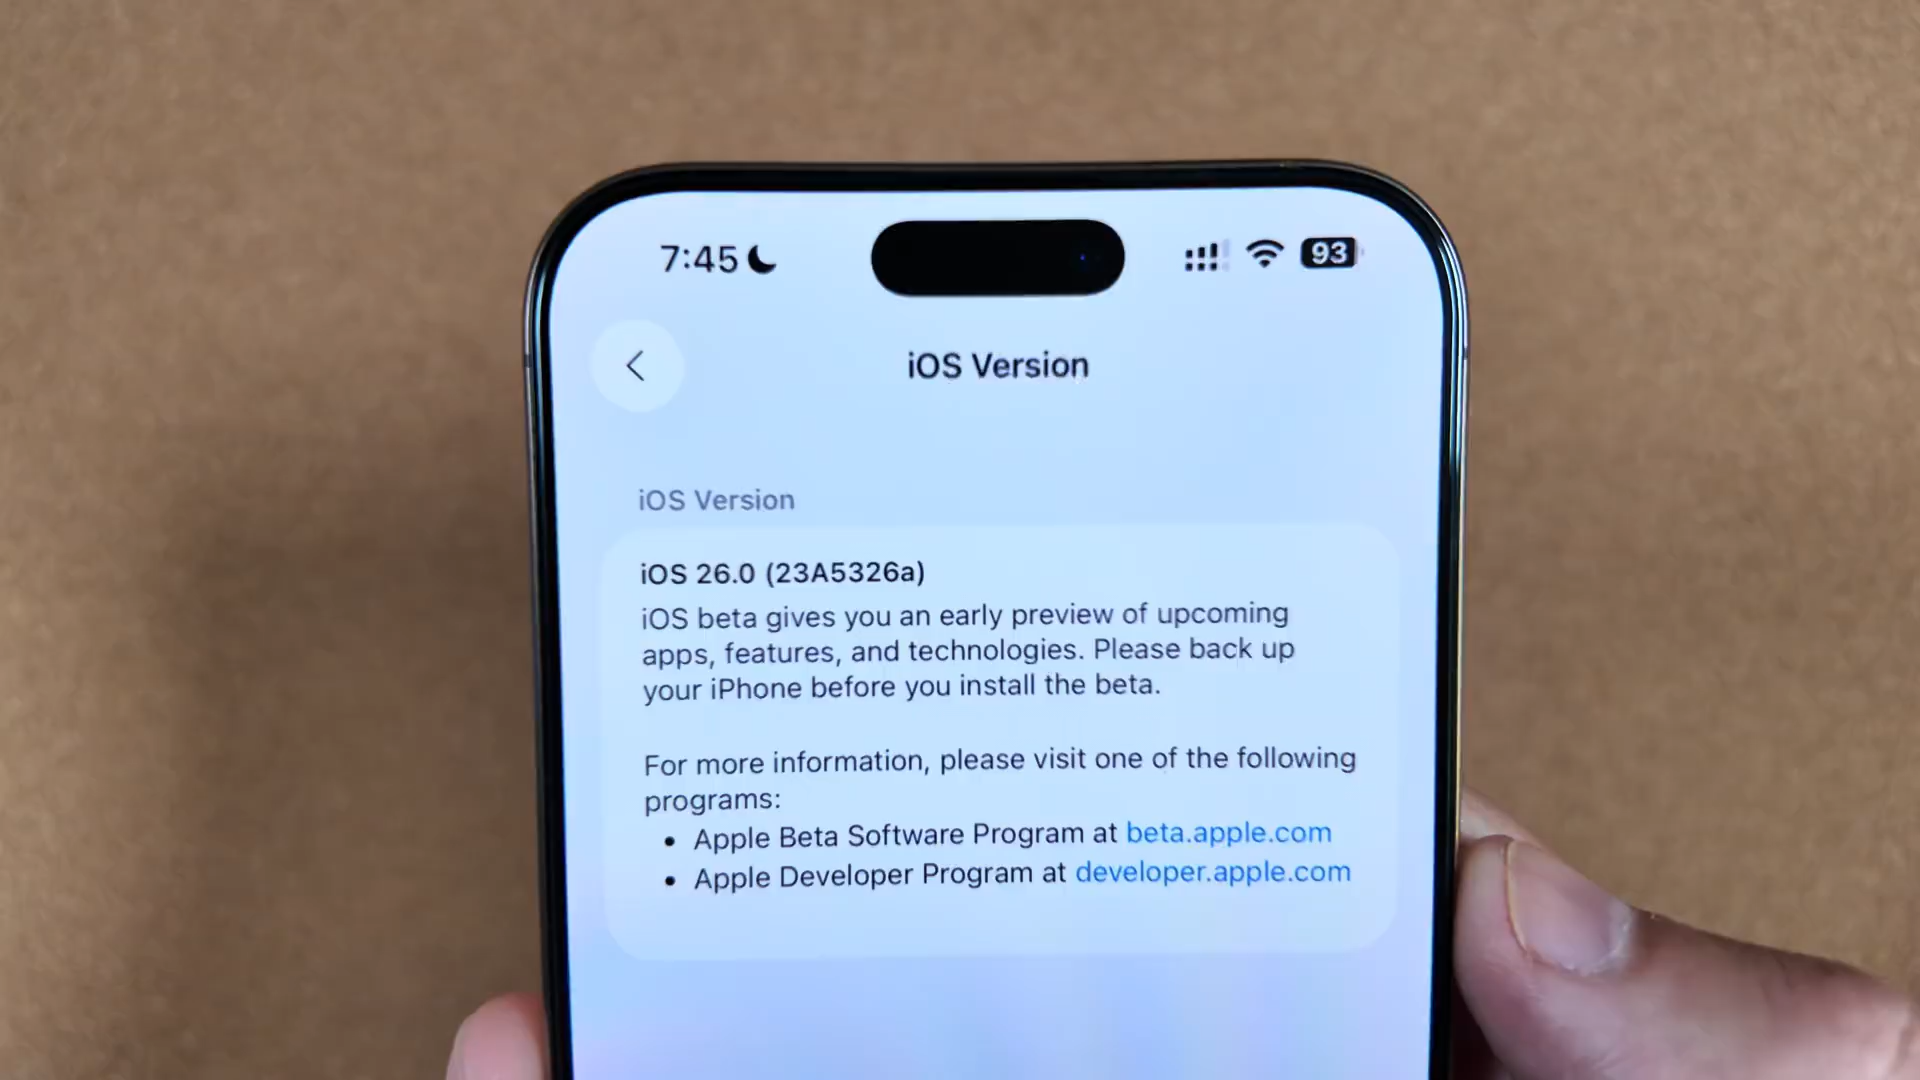 7:45
93
iOS Version
iOS Version
iOS 26.0 (23A5326a)
iOS beta gives you an early preview of upcoming
apps, features, and technologies. Please back up
your iPhone before you install the beta.
For more information, please visit one of the following
programs:
• Apple Beta Software Program at beta.apple.com
• Apple Developer Program at developer.apple.com